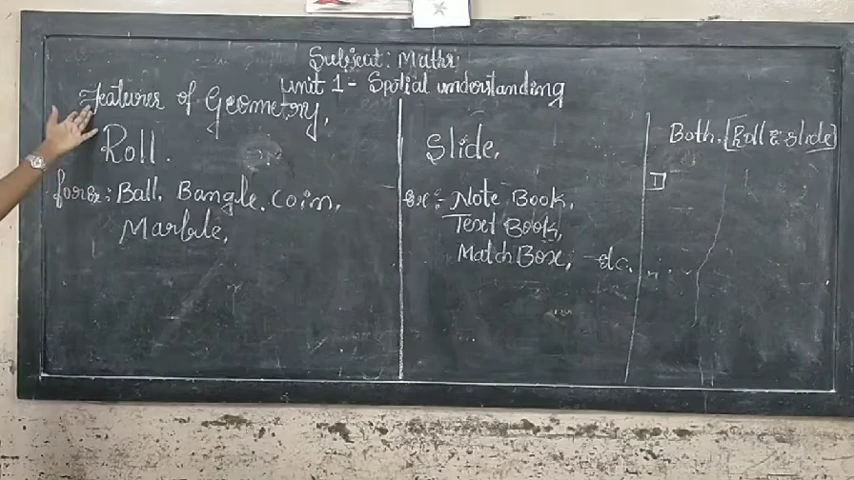 Subject: Maths
Unit 1 - Spatial understanding
Features of Geometry,
Roll.
for ex: Ball, Bangle, Coin,
Marble,
Slide,
ex:- Note Book,
Text Book,
Match Box, etc....
Both. [Roll & slide]